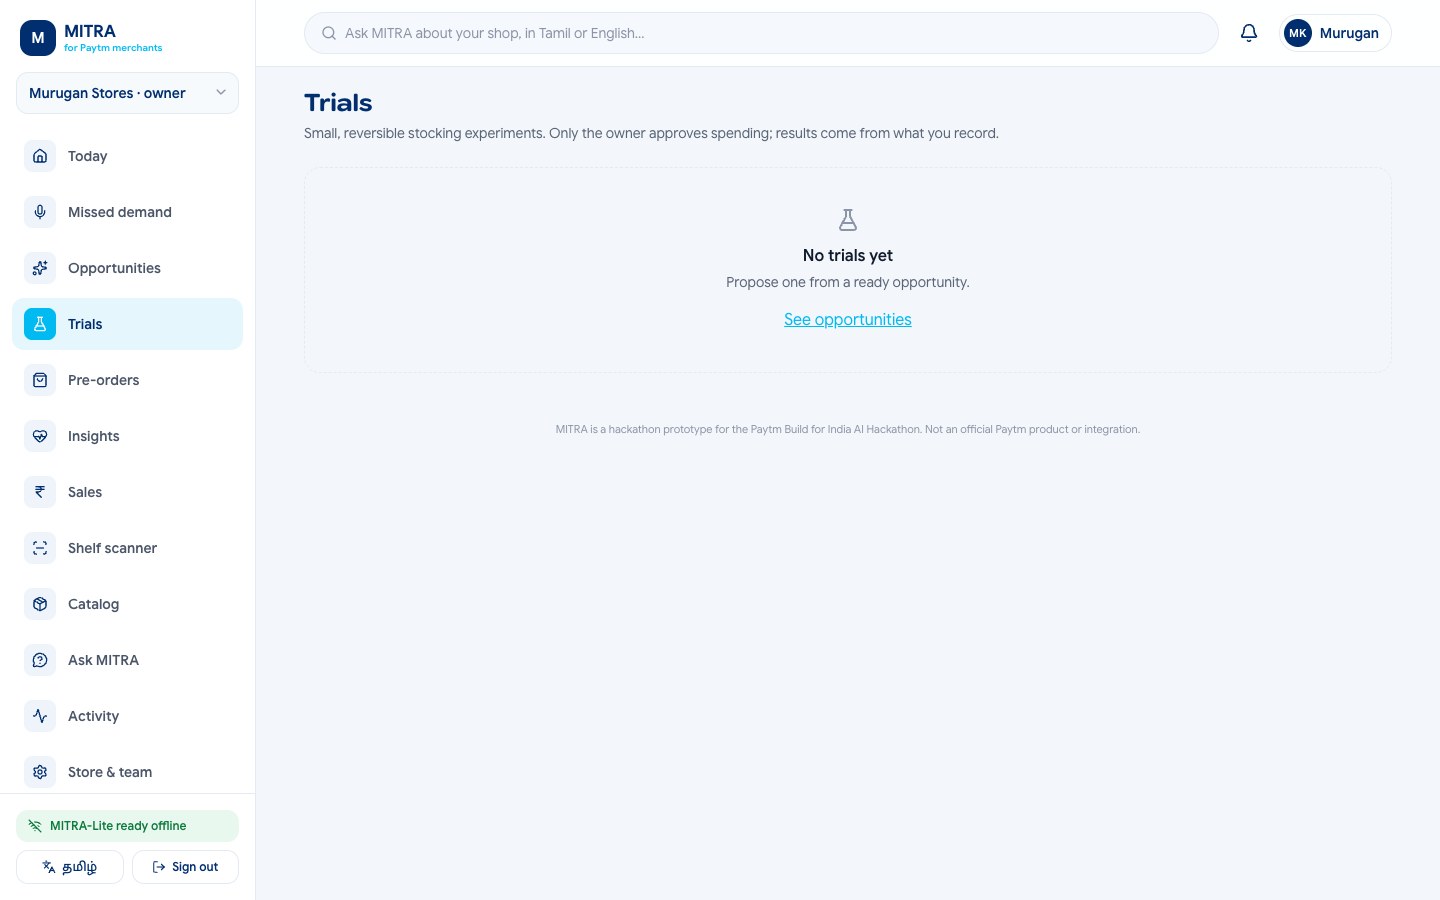 M
MITRA
for Paytm merchants
Murugan Stores · owner
Today
Missed demand
Opportunities
Trials
Pre-orders
Insights
Sales
Shelf scanner
Catalog
Ask MITRA
Activity
Store & team
MITRA-Lite ready offline
தமிழ்
Sign out
Ask MITRA about your shop, in Tamil or English...
MK
Murugan
Trials
Small, reversible stocking experiments. Only the owner approves spending; results come from what you record.
No trials yet
Propose one from a ready opportunity.
See opportunities
MITRA is a hackathon prototype for the Paytm Build for India AI Hackathon. Not an official Paytm product or integration.